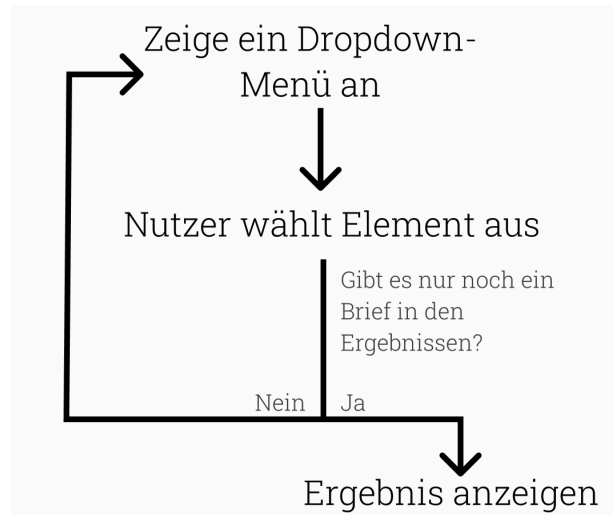 Zeige ein Dropdown-
Menü an
Nutzer wählt Element aus
Gibt es nur noch ein
Brief in den
Ergebnissen?
Nein
Ja
Ergebnis anzeigen